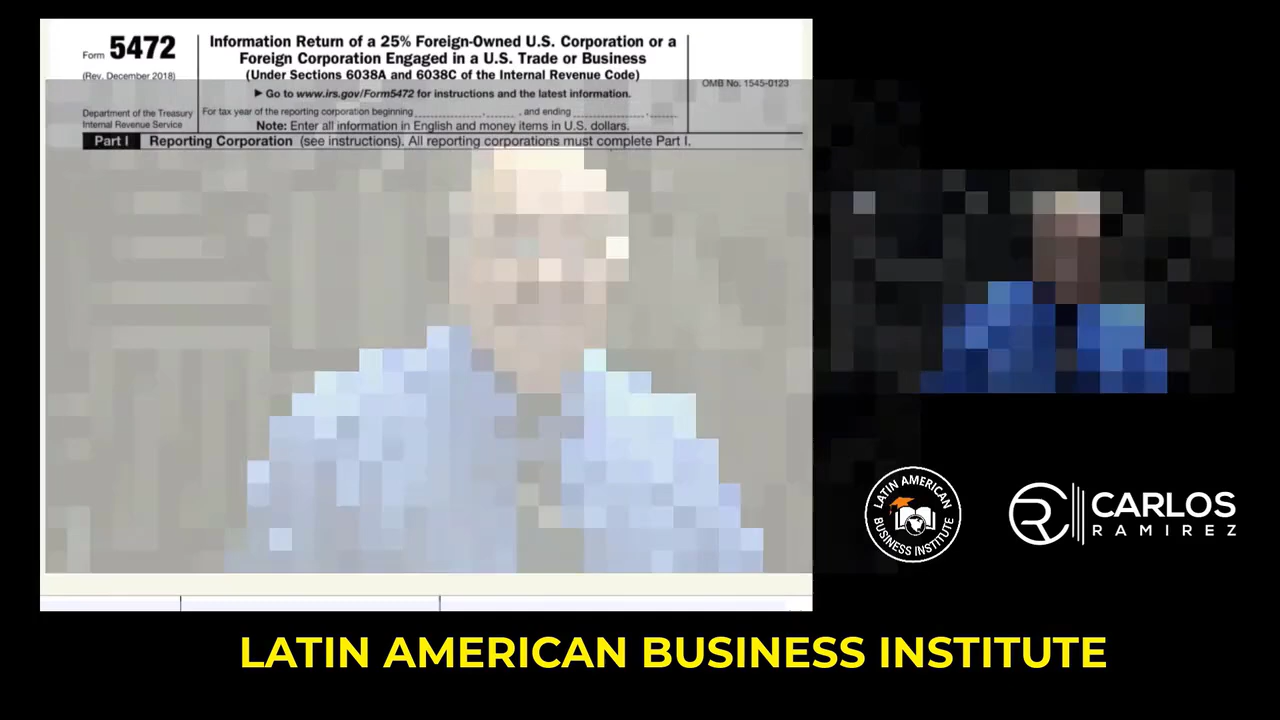 Form 5472
(Rev. December 2018)
Department of the Treasury
Internal Revenue Service
Information Return of a 25% Foreign-Owned U.S. Corporation or a
Foreign Corporation Engaged in a U.S. Trade or Business
(Under Sections 6038A and 6038C of the Internal Revenue Code)
► Go to www.irs.gov/Form5472 for instructions and the latest information.
For tax year of the reporting corporation beginning , , and ending ,
Note: Enter all information in English and money items in U.S. dollars.
OMB No. 1545-0123
Part I Reporting Corporation (see instructions). All reporting corporations must complete Part I.
LATIN AMERICAN
BUSINESS INSTITUTE
CARLOS
RAMIREZ
LATIN AMERICAN BUSINESS INSTITUTE